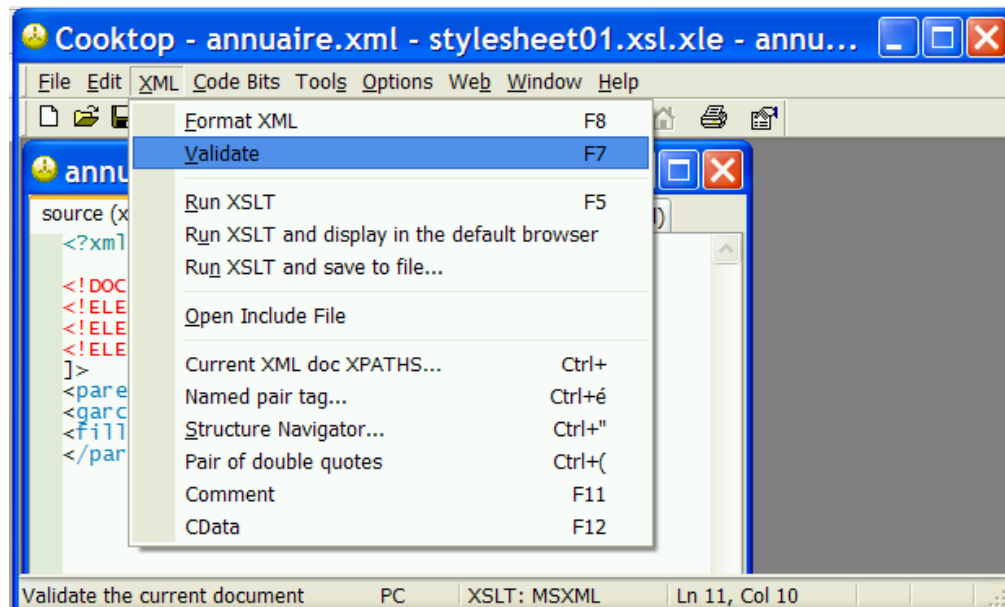 Cooktop - annuaire.xml - stylesheet01.xsl.xle - annu...
File Edit XML Code Bits Tools Options Web Window Help
Format XML F8
Validate F7
annu
Run XSLT F5
source (x
Run XSLT and display in the default browser
<?xml
Run XSLT and save to file...
<!DOC
<!ELE
Open Include File
<!ELE
<!ELE
]>
Current XML doc XPATHS... Ctrl+
<pare
Named pair tag... Ctrl+é
<garc
<fill
Structure Navigator... Ctrl+"
</par
Pair of double quotes Ctrl+(
Comment F11
CData F12
Validate the current document PC XSLT: MSXML Ln 11, Col 10